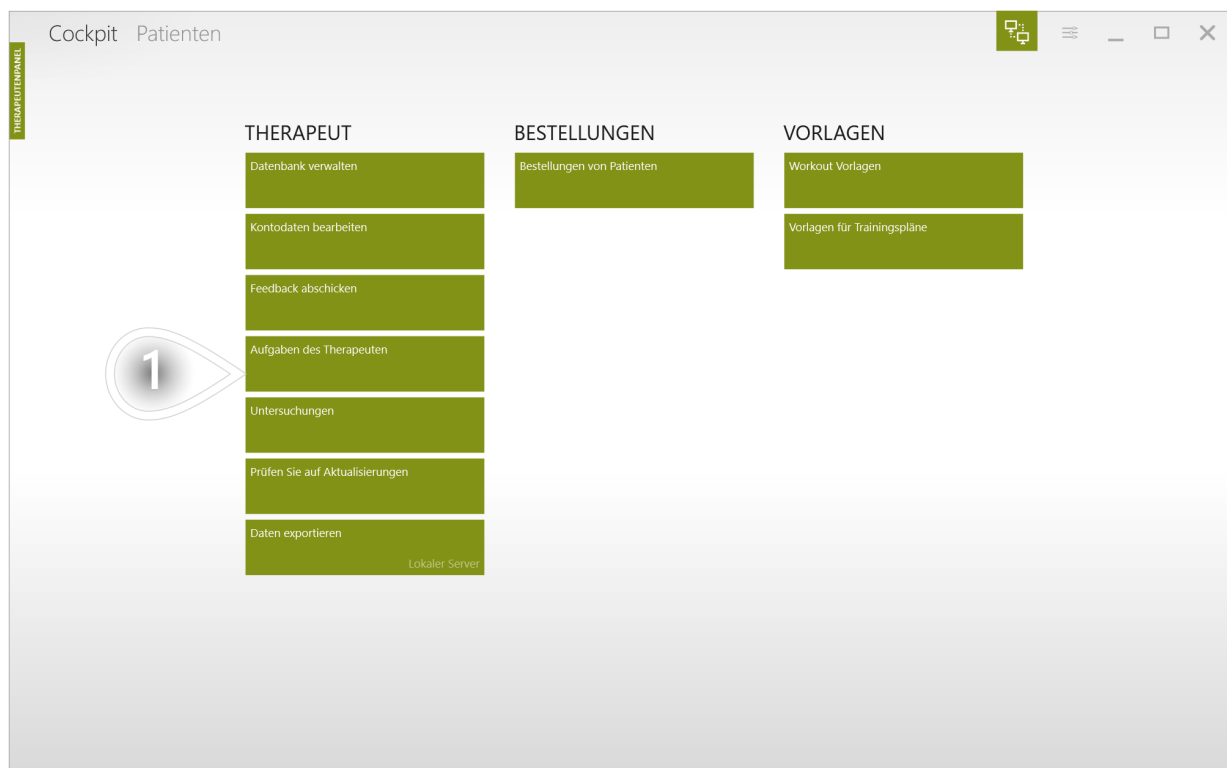 Cockpit Patienten
THERAPEUTENPANEL
THERAPEUT
Datenbank verwalten
Kontodaten bearbeiten
Feedback abschicken
Aufgaben des Therapeuten
1
Untersuchungen
Prüfen Sie auf Aktualisierungen
Daten exportieren
Lokaler Server
BESTELLUNGEN
Bestellungen von Patienten
VORLAGEN
Workout Vorlagen
Vorlagen für Trainingspläne